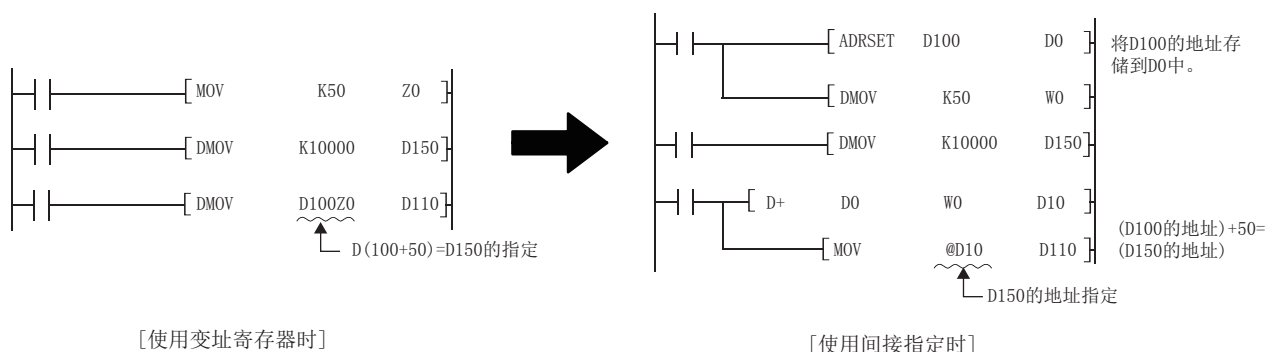 MOV K50 Z0
DMOV K10000 D150
DMOV D100Z0 D110
D(100+50)=D150的指定
[使用变址寄存器时]
ADRSET D100 D0
将D100的地址存
储到D0中。
DMOV K50 W0
DMOV K10000 D150
D+ D0 W0 D10
MOV @D10 D110
(D100的地址)+50=
(D150的地址)
D150的地址指定
[使用间接指定时]